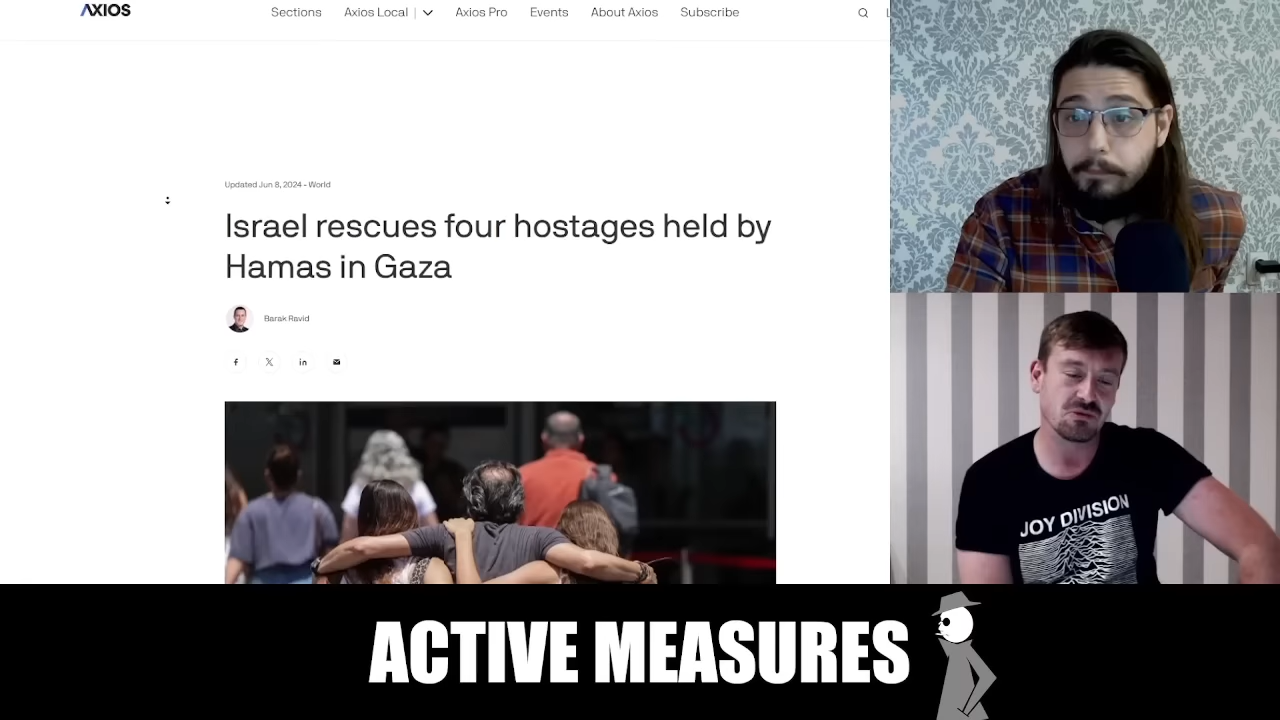 AXIOS
Sections Axios Local Axios Pro Events About Axios Subscribe
Updated Jun 8, 2024 - World
Israel rescues four hostages held by
Hamas in Gaza
Barak Ravid
JOY DIVISION
ACTIVE MEASURES